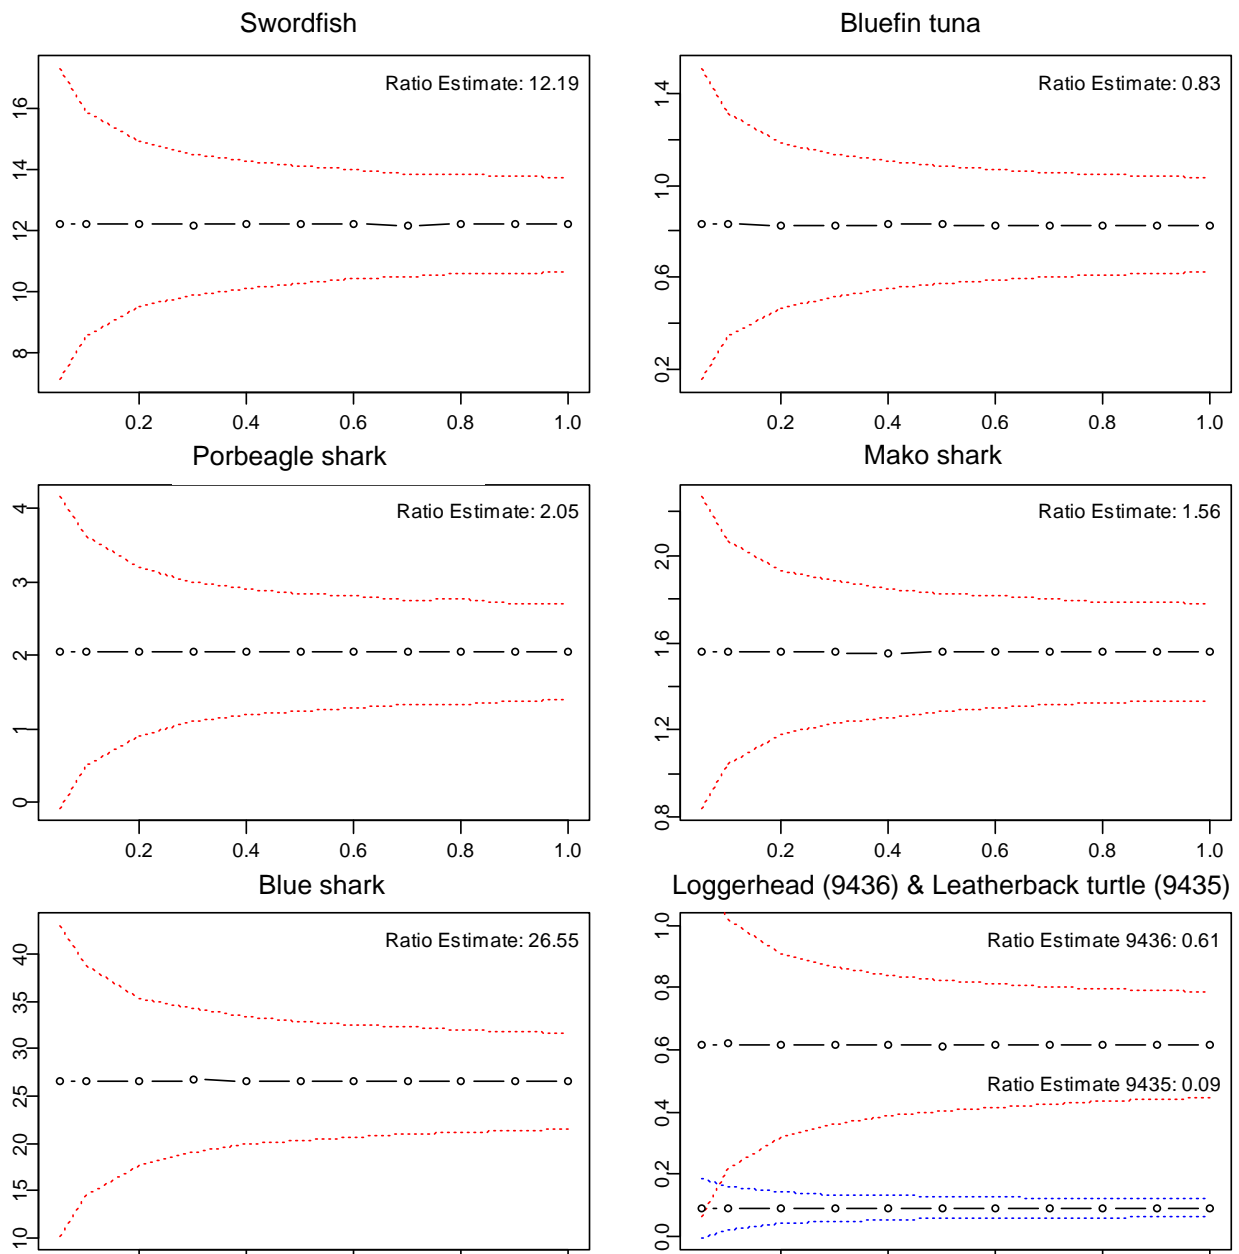 Swordfish
Bluefin tuna
Ratio Estimate: 12.19
16
14
12
10
8
0.2 0.4 0.6 0.8 1.0
Ratio Estimate: 0.83
1.4
1.0
0.6
0.2
0.2 0.4 0.6 0.8 1.0
Porbeagle shark
Mako shark
Ratio Estimate: 2.05
4
3
2
1
0
0.2 0.4 0.6 0.8 1.0
Ratio Estimate: 1.56
2.0
1.6
1.2
0.8
0.2 0.4 0.6 0.8 1.0
Blue shark
Loggerhead (9436) & Leatherback turtle (9435)
Ratio Estimate: 26.55
40
35
30
25
20
15
10
Ratio Estimate 9436: 0.61
Ratio Estimate 9435: 0.09
1.0
0.8
0.6
0.4
0.2
0.0